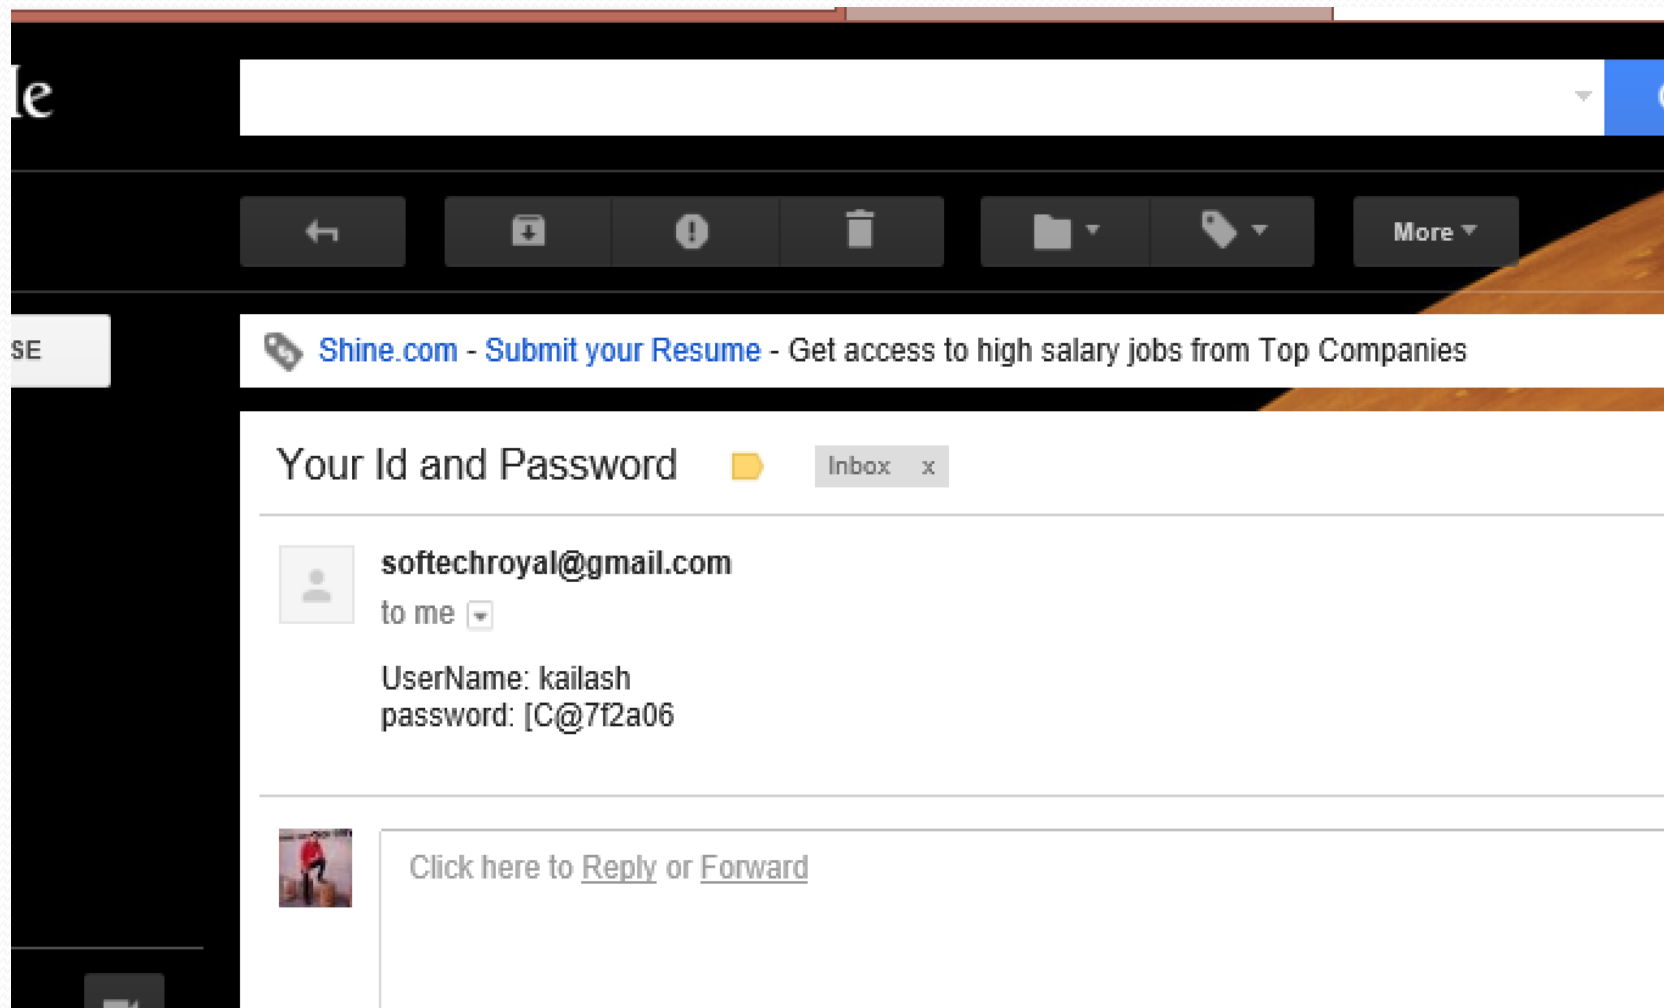 le
More
SE
Shine.com - Submit your Resume - Get access to high salary jobs from Top Companies
Your Id and Password
Inbox x
softechroyal@gmail.com
to me
UserName: kailash
password: [C@7f2a06
Click here to Reply or Forward